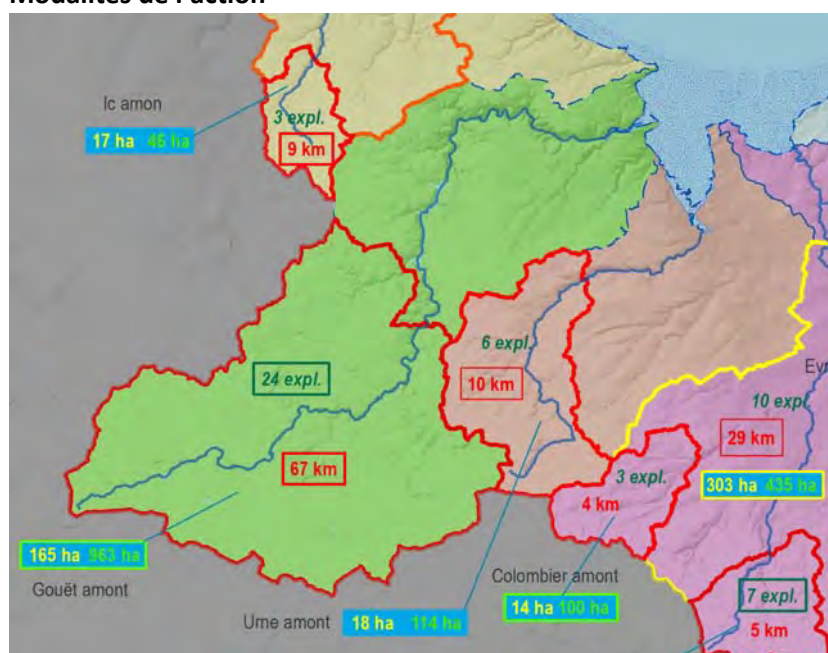 Modalités de l'action
Ic amon
17 ha 46 ha
3 expl.
9 km
24 expl.
67 km
165 ha 963 ha
Gouët amont
6 expl.
10 km
Urne amont 18 ha 114 ha
Evr
10 expl
29 km
303 ha 435 ha
3 expl.
4 km
Colombier amont
14 ha 100 ha
7 expl.
5 km